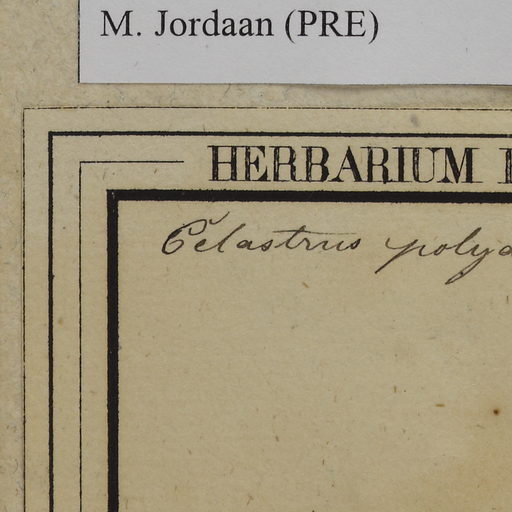 M. Jordaan (PRE)
HERBARIUM
Celastrus